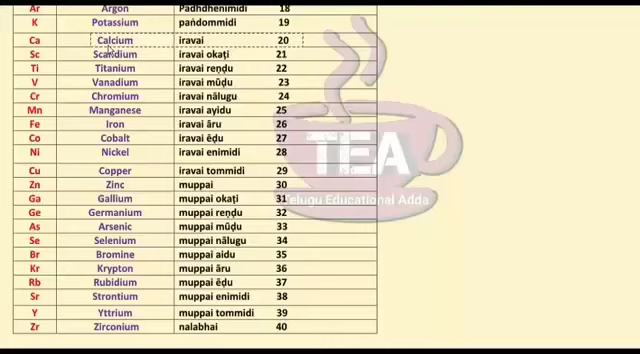 Ar Argon Padhdhenimidi 18
K Potassium paṅdommidi 19
Ca Calcium iravai 20
Sc Scandium iravai okaṭi 21
Ti Titanium iravai reṇḍu 22
V Vanadium iravai mūḍu 23
Cr Chromium iravai nālugu 24
Mn Manganese iravai ayidu 25
Fe Iron iravai āru 26
Co Cobalt iravai ēḍu 27
Ni Nickel iravai enimidi 28
Cu Copper iravai tommidi 29
Zn Zinc muppai 30
Ga Gallium muppai okaṭi 31
Ge Germanium muppai reṇḍu 32
As Arsenic muppai mūḍu 33
Se Selenium muppai nālugu 34
Br Bromine muppai aidu 35
Kr Krypton muppai āru 36
Rb Rubidium muppai ēḍu 37
Sr Strontium muppai enimidi 38
Y Yttrium muppai tommidi 39
Zr Zirconium nalabhai 40
TEA
Telugu Educational Adda